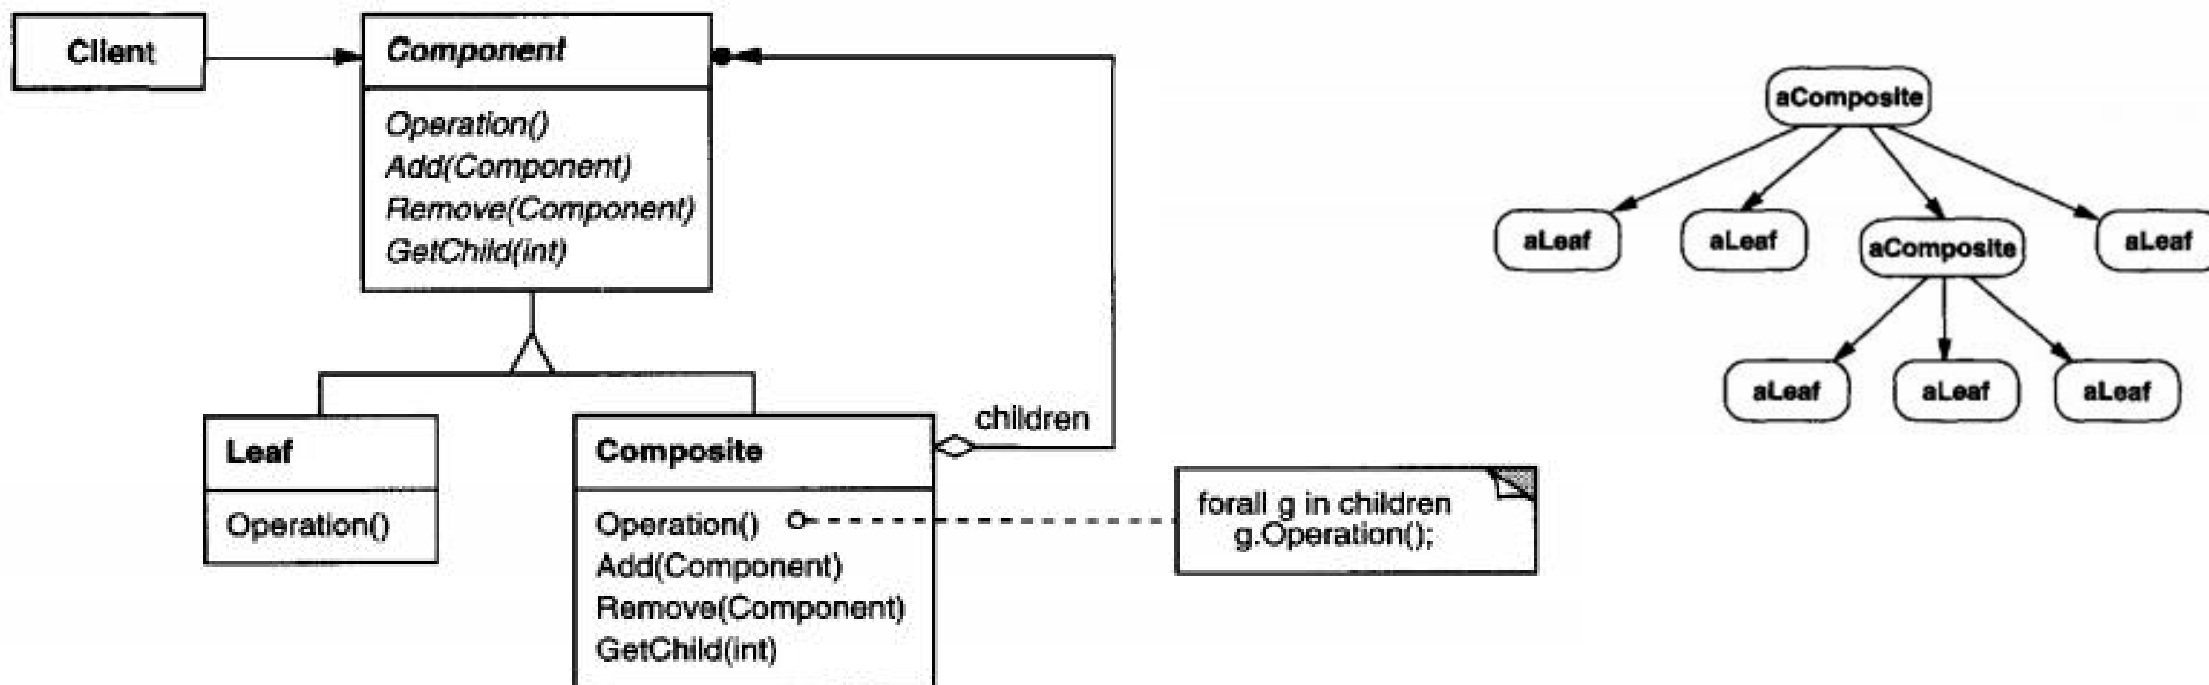 Client
Component
Operation()
Add(Component)
Remove(Component)
GetChild(int)
children
Leaf
Operation()
Composite
Operation()
Add(Component)
Remove(Component)
GetChild(int)
forall g in children
g.Operation();
aComposite
aLeaf
aLeaf
aComposite
aLeaf
aLeaf
aLeaf
aLeaf